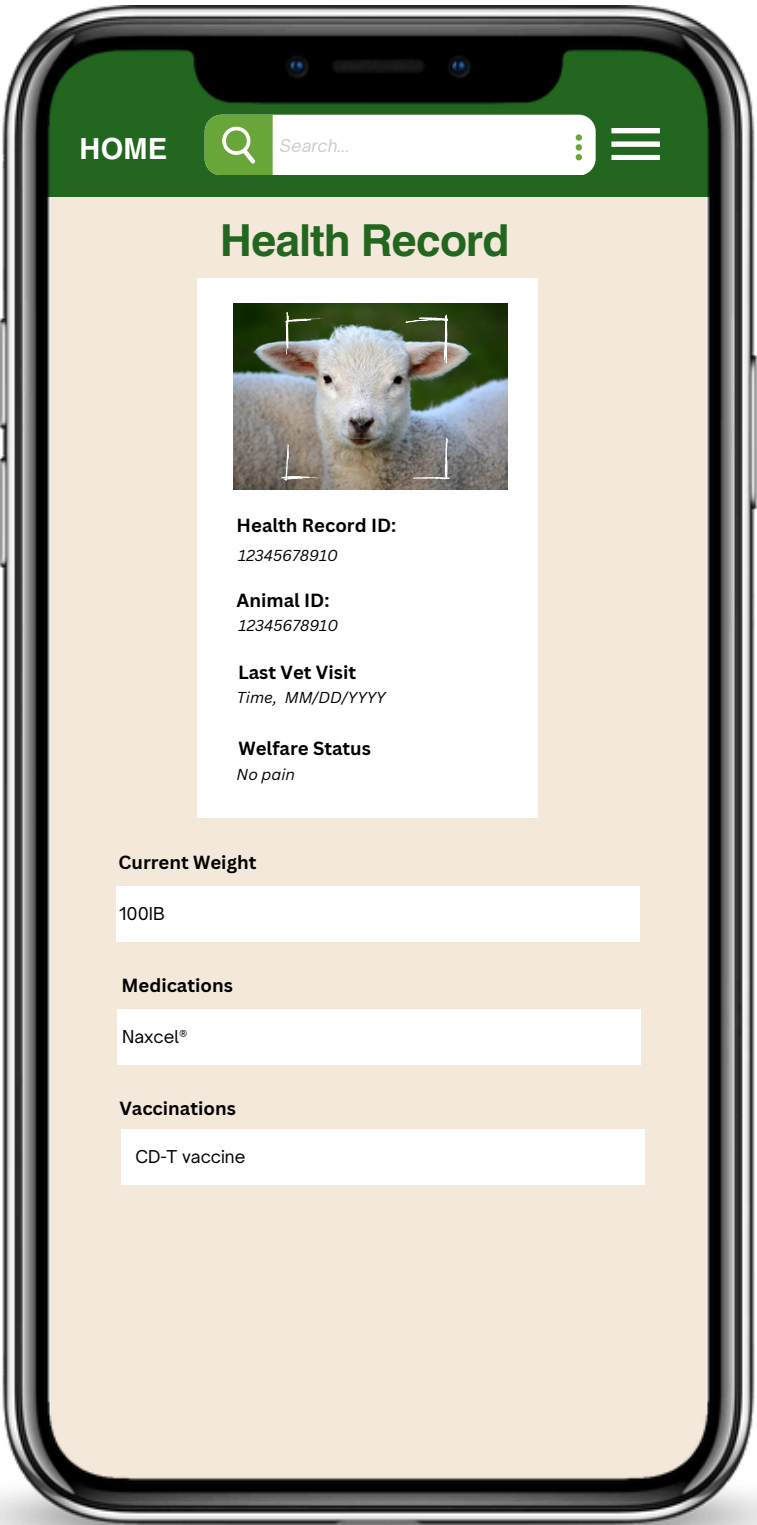 HOME
Search...
Health Record
Health Record ID:
12345678910
Animal ID:
12345678910
Last Vet Visit
Time, MM/DD/YYYY
Welfare Status
No pain
Current Weight
100lB
Medications
Naxcel®
Vaccinations
CD-T vaccine